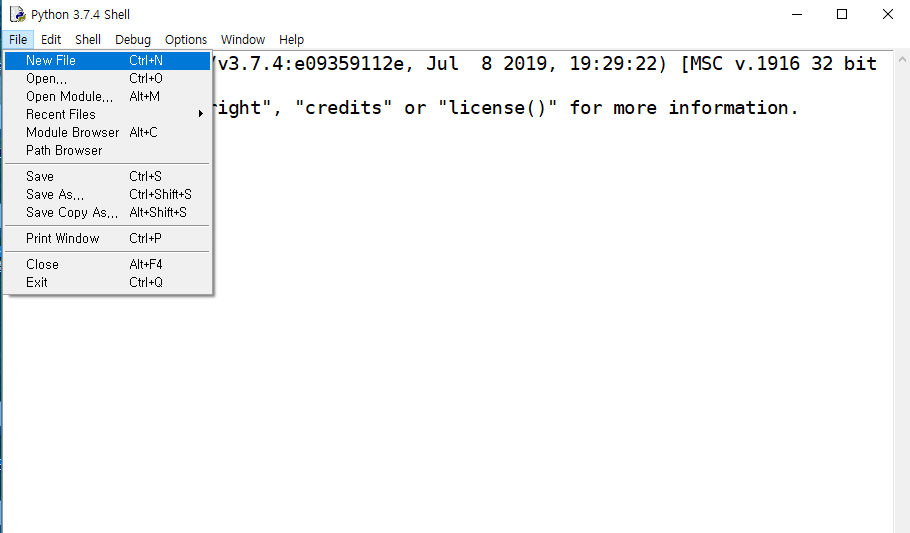 Python 3.7.4 Shell
File Edit Shell Debug Options Window Help
New File Ctrl+N
Open... Ctrl+O
Open Module... Alt+M
Recent Files
Module Browser Alt+C
Path Browser
Save Ctrl+S
Save As... Ctrl+Shift+S
Save Copy As... Alt+Shift+S
Print Window Ctrl+P
Close Alt+F4
Exit Ctrl+Q
/v3.7.4:e09359112e, Jul  8 2019, 19:29:22) [MSC v.1916 32 bit
right", "credits" or "license()" for more information.